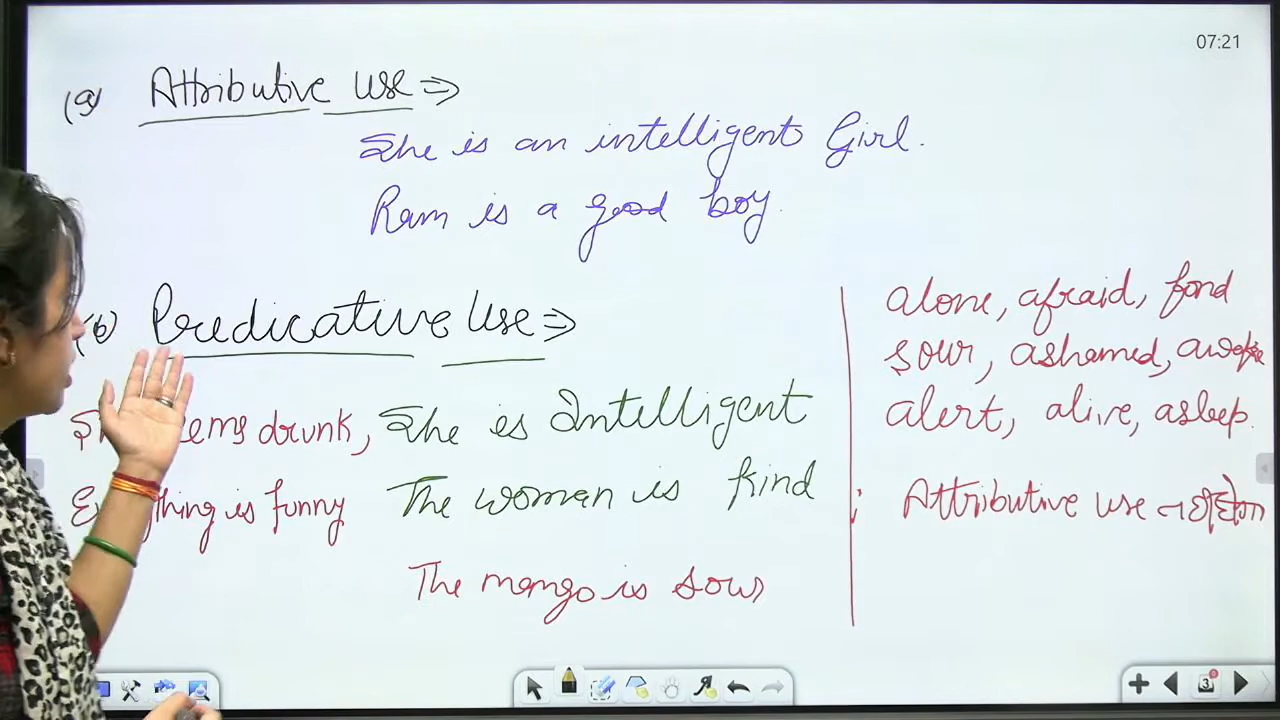 07:21
(a) Attributive Use ⇒
She is an intelligent Girl.
Ram is a good boy.
(b) Predicative Use ⇒
drunk, She is Intelligent
is funny The woman is kind
The mango is sour
alone, afraid, fond
sour, ashamed, awake
alert, alive, asleep.
Attributive use
3